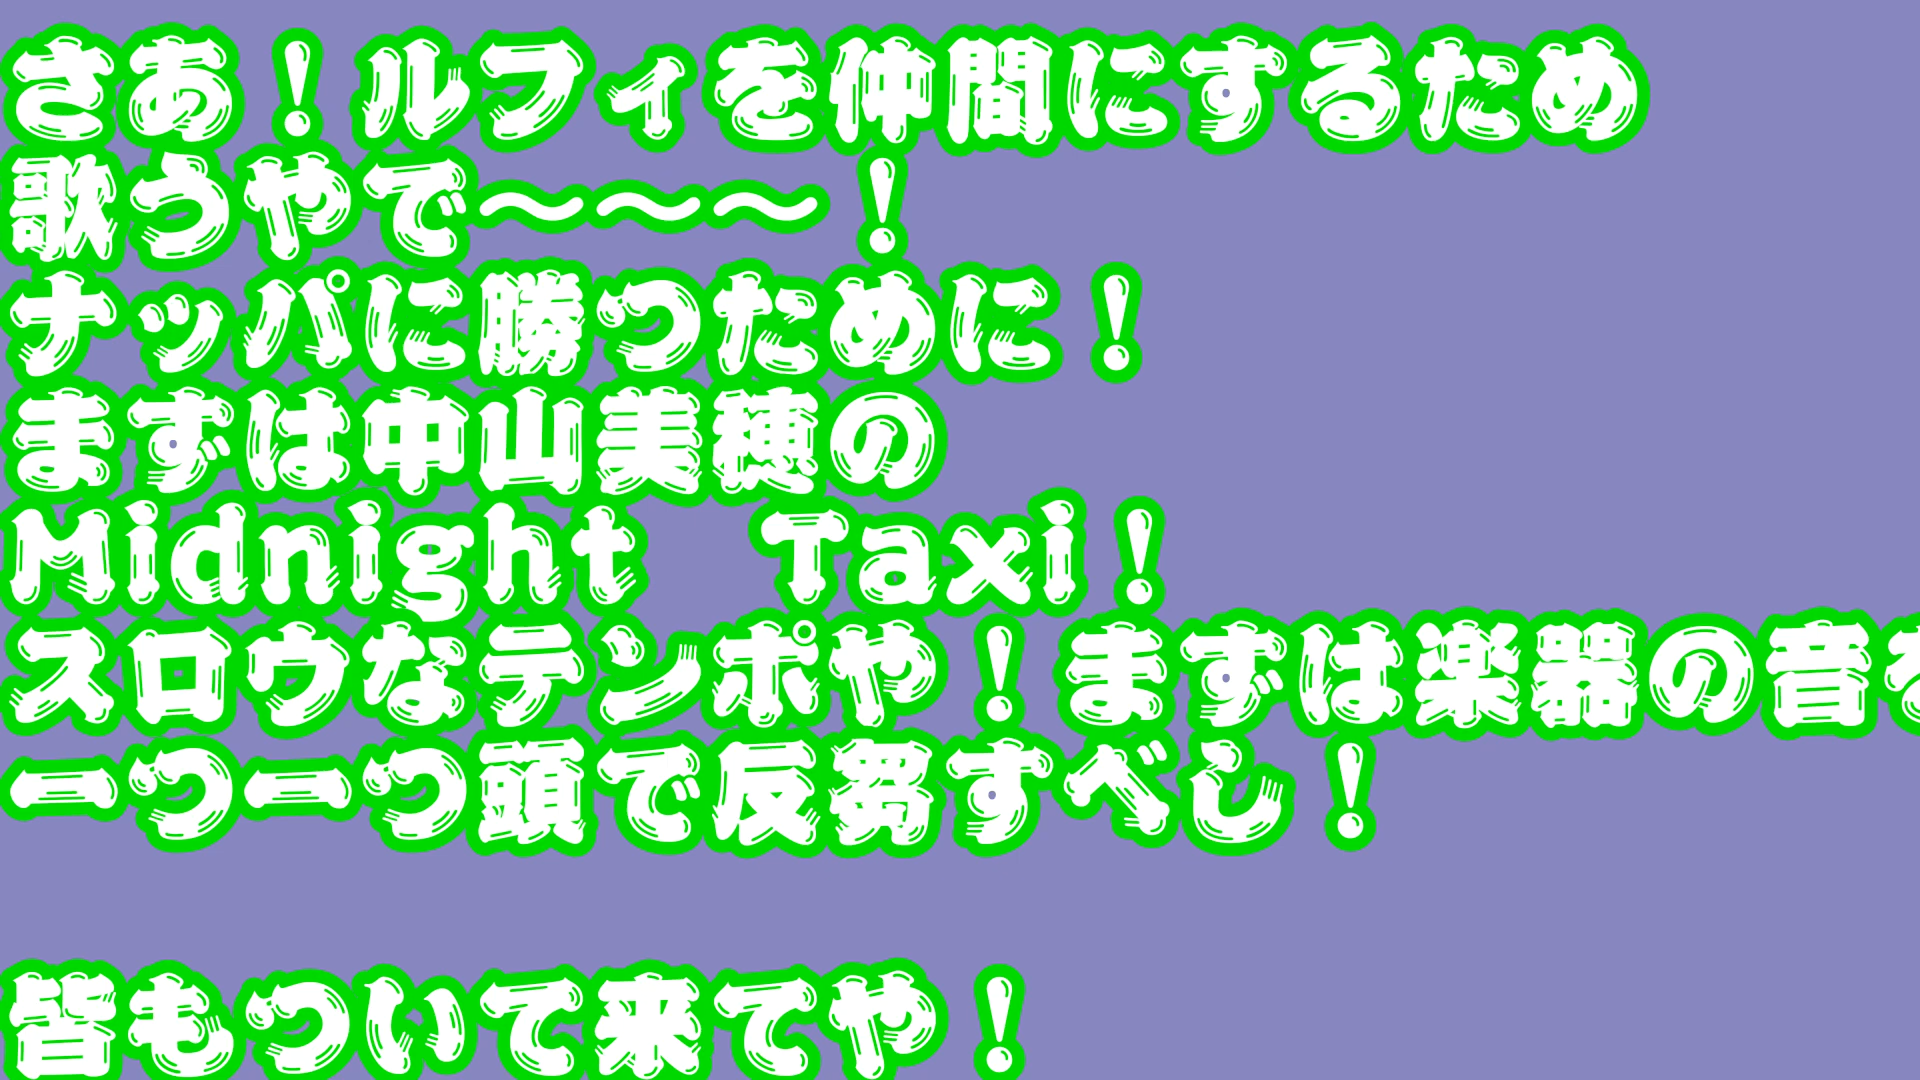 さあ！ルフィを仲間にするため
歌うやで～～～！
ナッパに勝つために！
まずは中山美穂の
Midnight　Taxi！
スロウなテンポや！まずは楽器の音を
一つ一つ頭で反芻すべし！
皆もついて来てや！